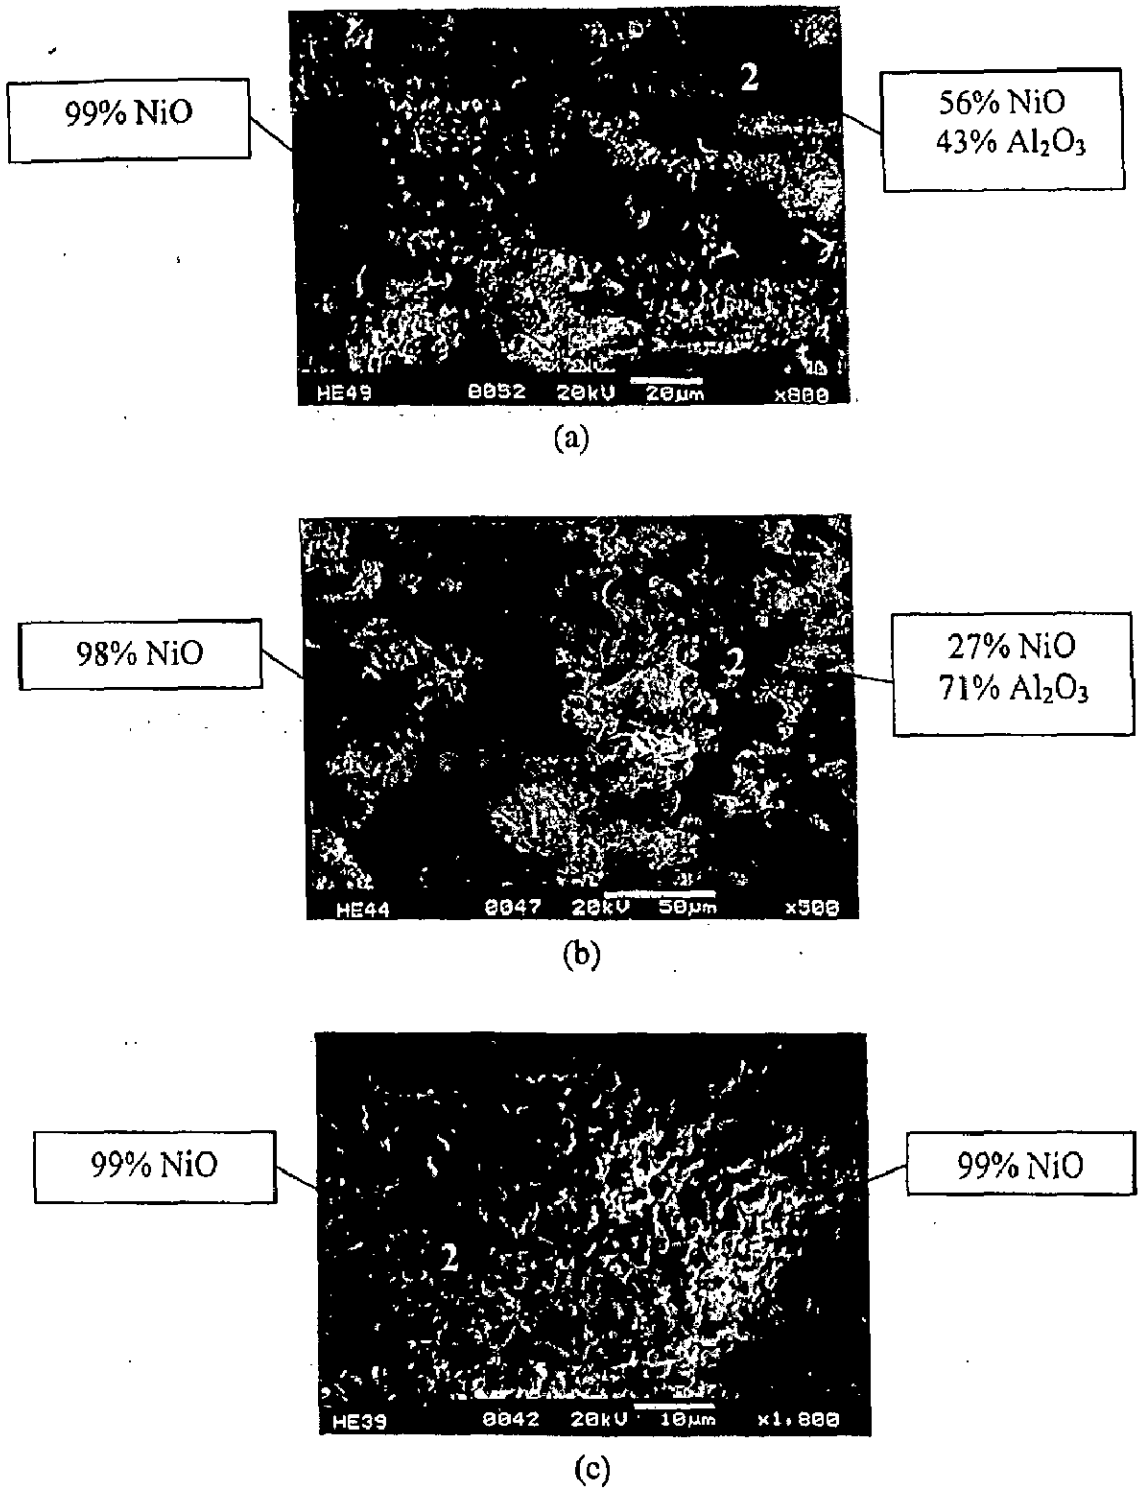 2
99% NiO
56% NiO
43% Al₂O₃
HE49 0052 20kV 20μm x800
(a)
98% NiO
2
27% NiO
71% Al₂O₃
HE44 0047 20kV 50μm x500
(b)
99% NiO
99% NiO
2
HE39 0042 20kV 10μm x1,800
(c)